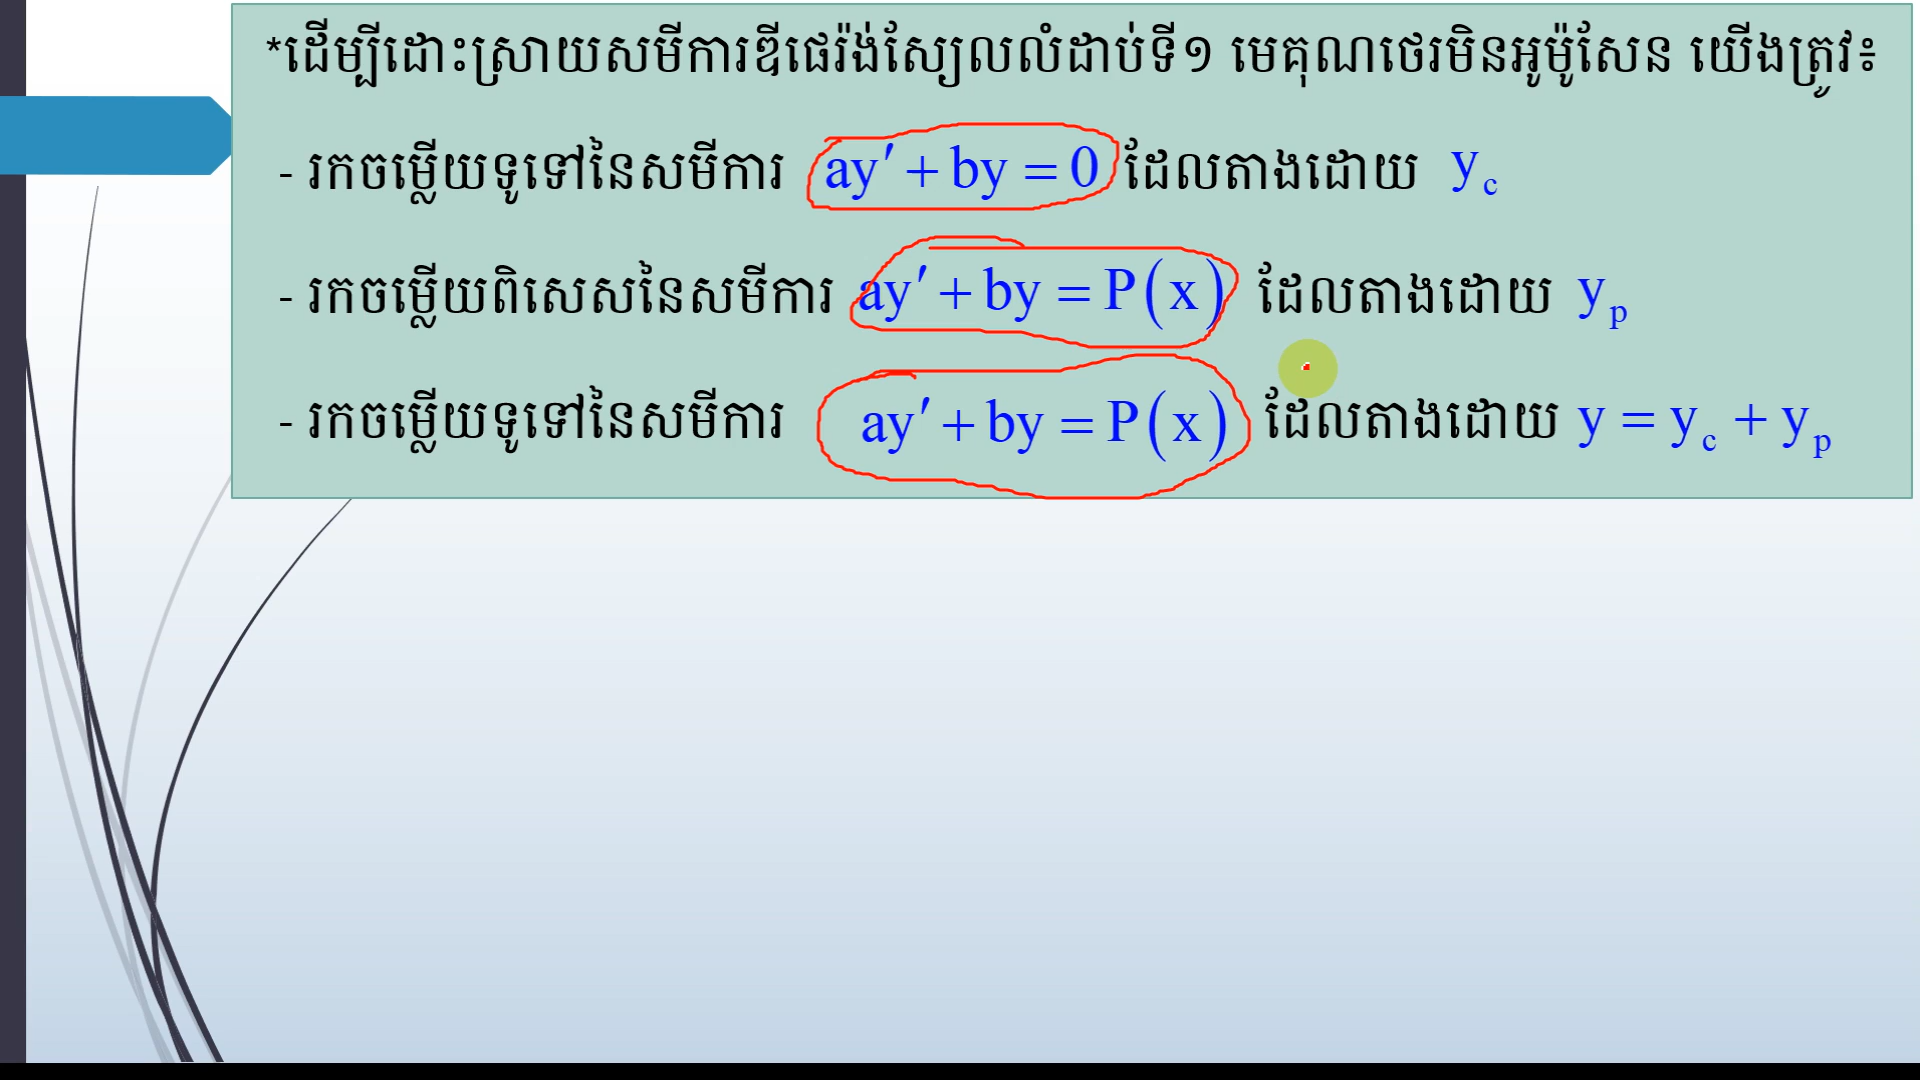 *ដើម្បីដោះស្រាយសមីការឌីផេរ៉ង់ស្យែលលំដាប់ទី១ មេគុណថេរមិនអូម៉ូសែន យើងត្រូវ៖
- រកចម្លើយទូទៅនៃសមីការ ay′ + by = 0 ដែលតាងដោយ y_c
- រកចម្លើយពិសេសនៃសមីការ ay′ + by = P(x) ដែលតាងដោយ y_p
- រកចម្លើយទូទៅនៃសមីការ ay′ + by = P(x) ដែលតាងដោយ y = y_c + y_p